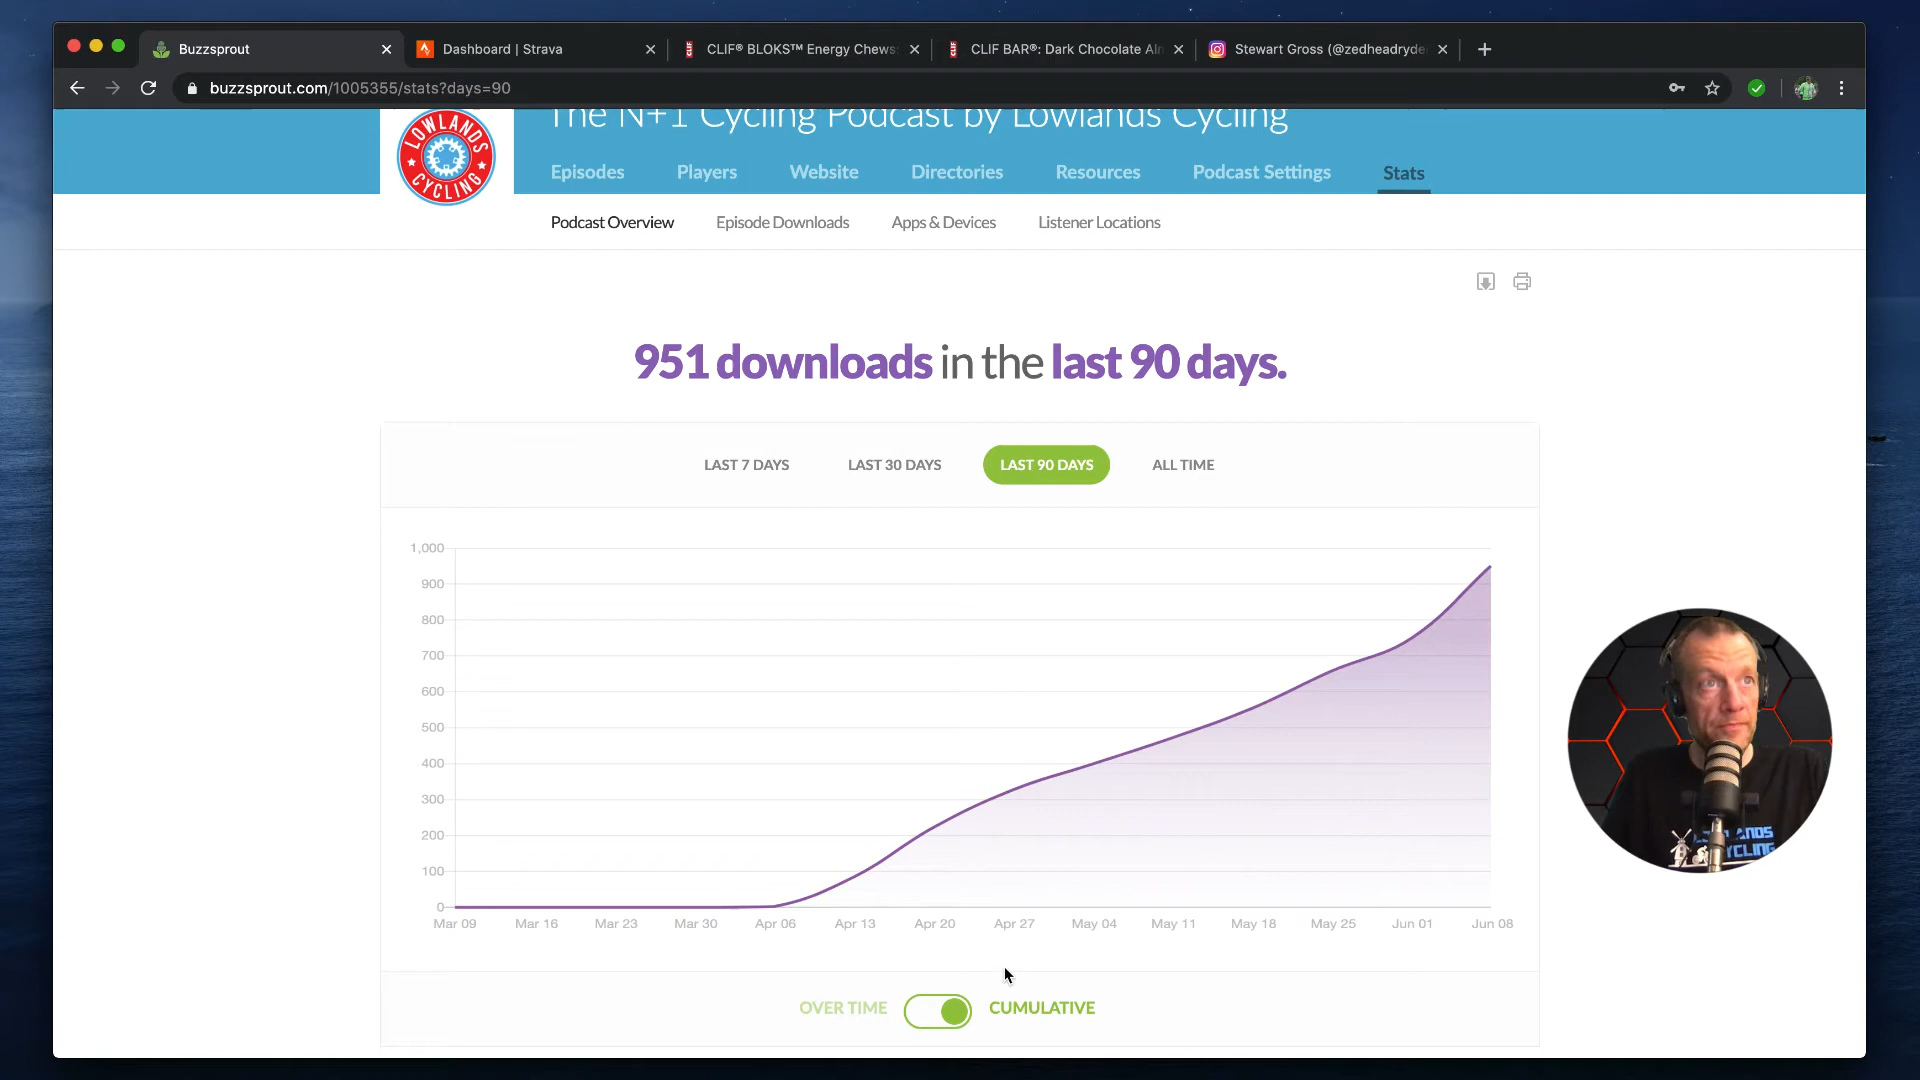 Buzzsprout
Dashboard | Strava
CLIF® BLOKS™ Energy Chews:
CLIF BAR®: Dark Chocolate Alm
Stewart Gross (@zedheadryde
buzzsprout.com/1005355/stats?days=90
The N+1 Cycling Podcast by Lowlands Cycling
LOWLANDS
CYCLING
Episodes
Players
Website
Directories
Resources
Podcast Settings
Stats
Podcast Overview
Episode Downloads
Apps & Devices
Listener Locations
951 downloads in the last 90 days.
LAST 7 DAYS
LAST 30 DAYS
LAST 90 DAYS
ALL TIME
1,000
900
800
700
600
500
400
300
200
100
0
Mar 09
Mar 16
Mar 23
Mar 30
Apr 06
Apr 13
Apr 20
Apr 27
May 04
May 11
May 18
May 25
Jun 01
Jun 08
OVER TIME
CUMULATIVE